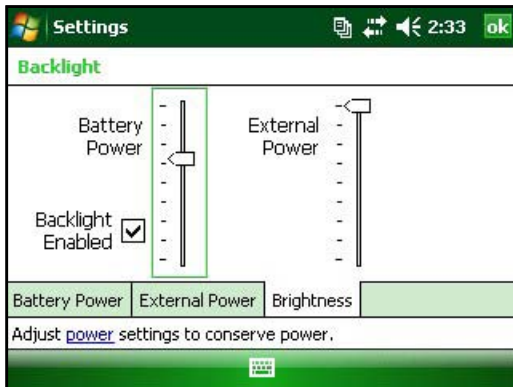 Settings 2:33 ok
Backlight
Battery Power
External Power
Backlight Enabled
Battery Power External Power Brightness
Adjust power settings to conserve power.